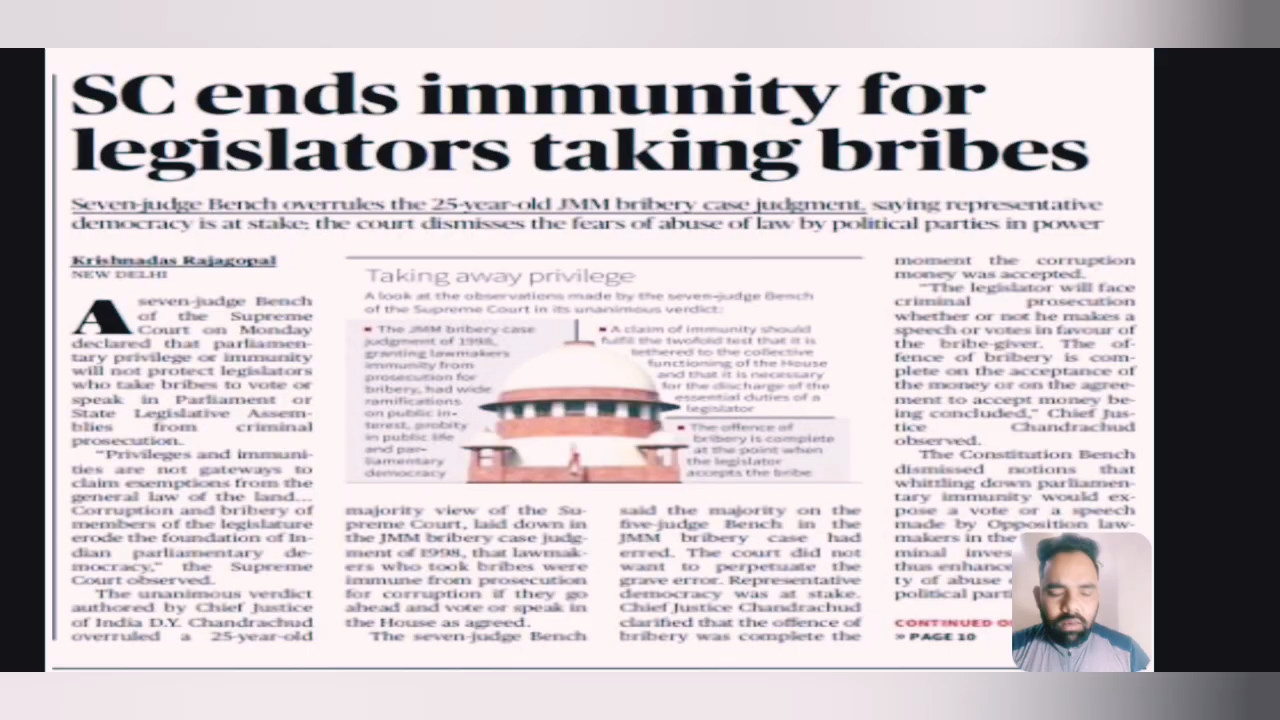 SC ends immunity for
legislators taking bribes
Seven-judge Bench overrules the 25-year-old JMM bribery case judgment, saying representative
democracy is at stake; the court dismisses the fears of abuse of law by political parties in power
Krishnadas Rajagopal
NEW DELHI
A seven-judge Bench
of the Supreme
Court on Monday
declared that parliamen-
tary privilege or immunity
will not protect legislators
who take bribes to vote or
speak in Parliament or
State Legislative Assem-
blies from criminal
prosecution.
"Privileges and immuni-
ties are not gateways to
claim exemptions from the
general law of the land...
Corruption and bribery of
members of the legislature
erode the foundation of In-
dian parliamentary de-
mocracy," the Supreme
Court observed.
The unanimous verdict
authored by Chief Justice
of India D.Y. Chandrachud
overruled a 25-year-old
Taking away privilege
A look at the observations made by the seven-judge Bench
of the Supreme Court in its unanimous verdict:
▪ The JMM bribery case
judgment of 1998,
granting lawmakers
immunity from
prosecution for
bribery, had wide
ramifications
on public in-
terest, probity
in public life
and par-
liamentary
democracy
▪ A claim of immunity should
fulfil the twofold test that it is
tethered to the collective
functioning of the House
and that it is necessary
for the discharge of the
essential duties of a
legislator
▪ The offence of
bribery is complete
at the point when
the legislator
accepts the bribe
majority view of the Su-
preme Court, laid down in
the JMM bribery case judg-
ment of 1998, that lawmak-
ers who took bribes were
immune from prosecution
for corruption if they go
ahead and vote or speak in
the House as agreed.
The seven-judge Bench
said the majority on the
five-judge Bench in the
JMM bribery case had
erred. The court did not
want to perpetuate the
grave error. Representative
democracy was at stake.
Chief Justice Chandrachud
clarified that the offence of
bribery was complete the
moment the corruption
money was accepted.
"The legislator will face
criminal prosecution
whether or not he makes a
speech or votes in favour of
the bribe-giver. The of-
fence of bribery is com-
plete on the acceptance of
the money or on the agree-
ment to accept money be-
ing concluded," Chief Jus-
tice Chandrachud
observed.
The Constitution Bench
dismissed notions that
whittling down parliamen-
tary immunity would ex-
pose a vote or a speech
made by Opposition law-
makers in the
minal inves
thus enhanc
ty of abuse
political part
CONTINUED O
» PAGE 10